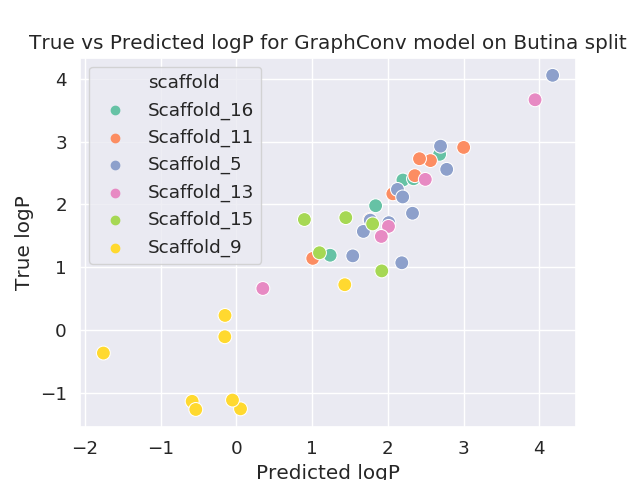 True vs Predicted logP for GraphConv model on Butina split
scaffold
Scaffold_16
Scaffold_11
Scaffold_5
Scaffold_13
Scaffold_15
Scaffold_9
4
3
2
1
0
−1
True logP
−2 −1 0 1 2 3 4
Predicted logP